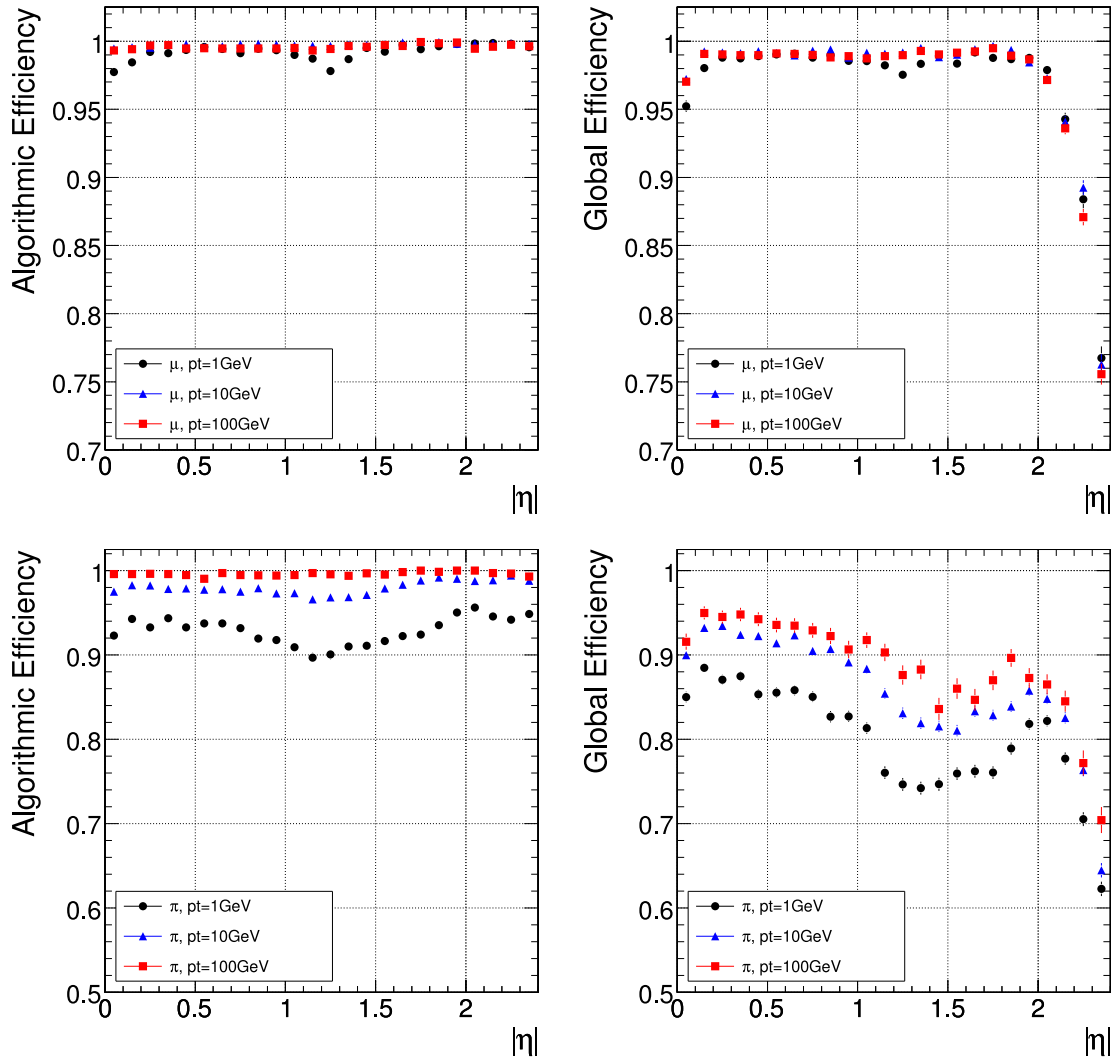 Algorithmic Efficiency
1
0.95
0.9
0.85
0.8
0.75
0.7
μ, pt=1GeV
μ, pt=10GeV
μ, pt=100GeV
0 0.5 1 1.5 2
|η|
Global Efficiency
1
0.95
0.9
0.85
0.8
0.75
0.7
μ, pt=1GeV
μ, pt=10GeV
μ, pt=100GeV
0 0.5 1 1.5 2
|η|
Algorithmic Efficiency
1
0.9
0.8
0.7
0.6
0.5
π, pt=1GeV
π, pt=10GeV
π, pt=100GeV
0 0.5 1 1.5 2
|η|
Global Efficiency
1
0.9
0.8
0.7
0.6
0.5
π, pt=1GeV
π, pt=10GeV
π, pt=100GeV
0 0.5 1 1.5 2
|η|